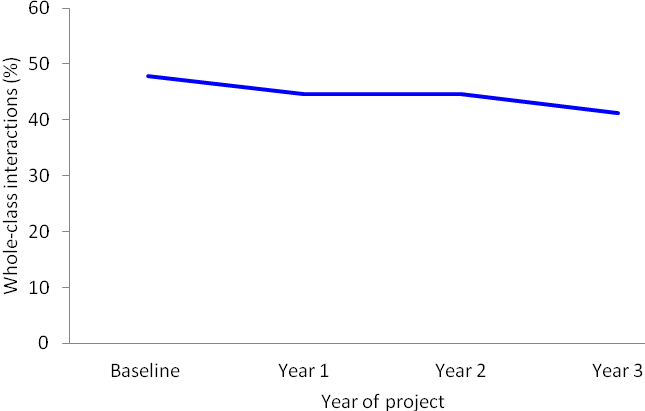 Whole-class interactions (%)
60
50
40
30
20
10
0
Baseline Year 1 Year 2 Year 3
Year of project